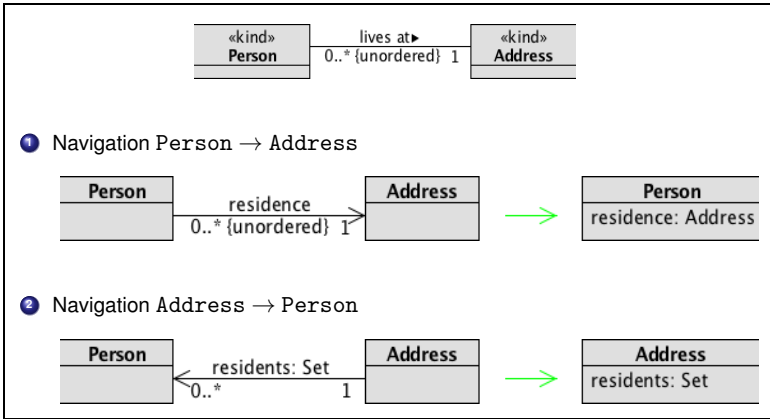 «kind» lives at▸ «kind»
Person 0..* {unordered} 1 Address
1 Navigation Person → Address
Person Address Person
residence
residence: Address
0..* {unordered} 1
2 Navigation Address → Person
Person Address Address
residents: Set
residents: Set
0..* 1